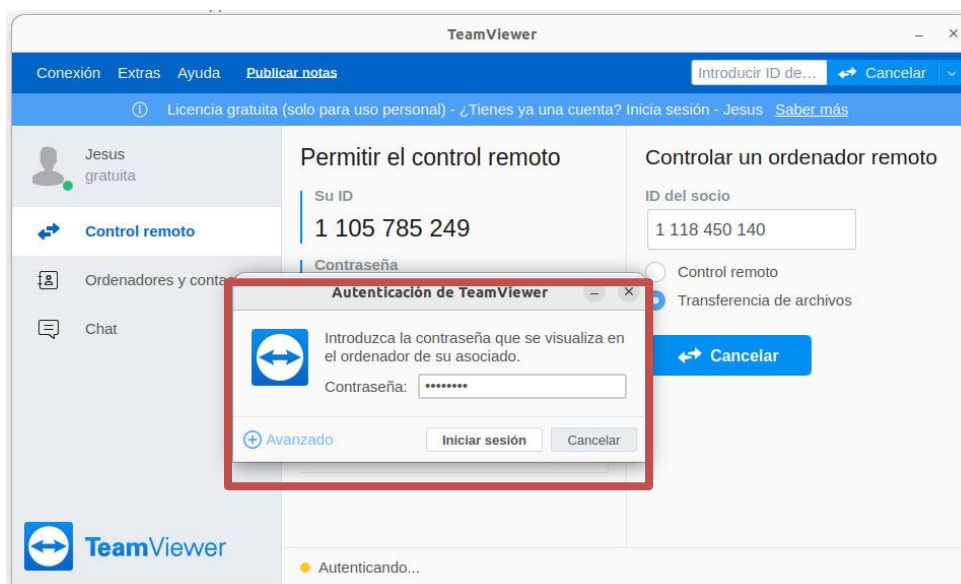 TeamViewer
Conexión Extras Ayuda Publicar notas Introducir ID de... Cancelar
Licencia gratuita (solo para uso personal) - ¿Tienes ya una cuenta? Inicia sesión - Jesus Saber más
Jesus
gratuita
Control remoto
Ordenadores y conta
Chat
TeamViewer
Permitir el control remoto
Su ID
1 105 785 249
Contraseña
Autenticación de TeamViewer
Introduzca la contraseña que se visualiza en
el ordenador de su asociado.
Contraseña: ••••••••
Avanzado Iniciar sesión Cancelar
Autenticando...
Controlar un ordenador remoto
ID del socio
1 118 450 140
Control remoto
Transferencia de archivos
Cancelar